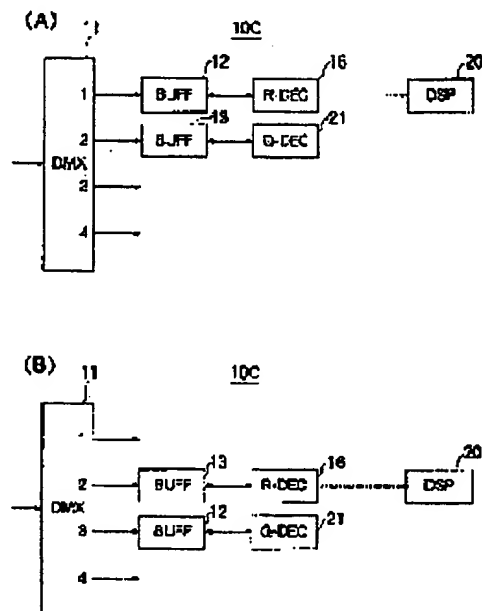 (A)
10C
12 16 20
1 BUFF R-DEC DSP
13 21
2 BUFF DEC
DMX
2
4
(B)
11 10C
13 16 20
2 BUFF R-DEC DSP
12 21
DMX 3 BUFF DEC
4